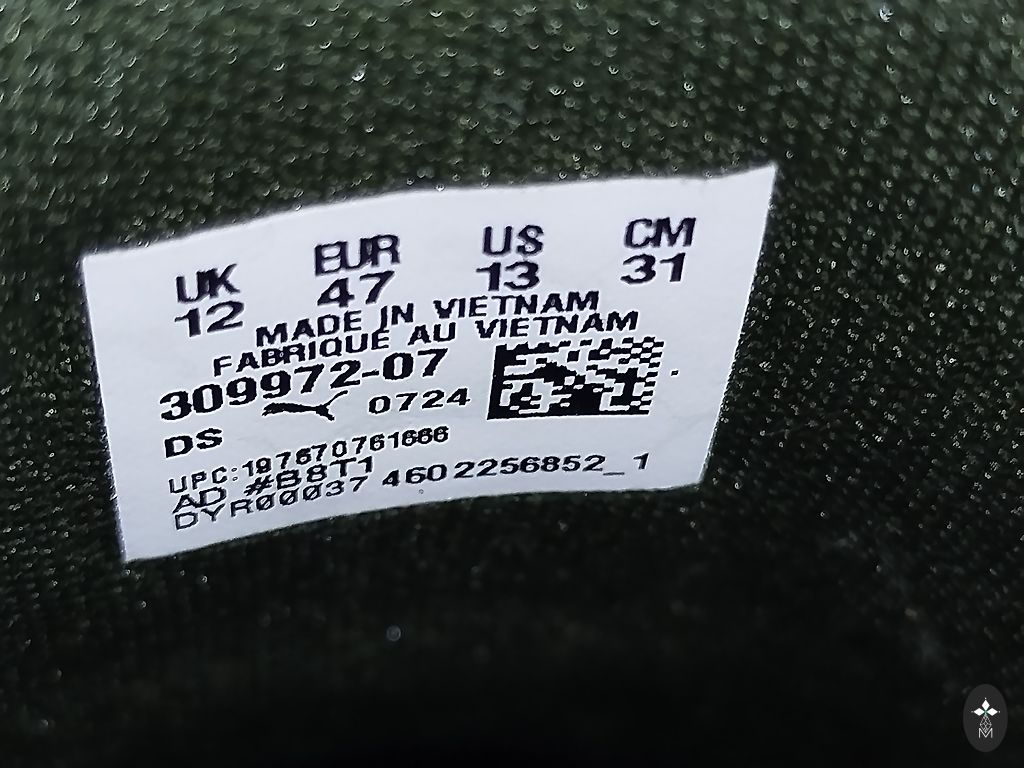 UK EUR US CM
12 47 13 31
MADE IN VIETNAM
FABRIQUE AU VIETNAM
309972-07
0724
DS
UPC:197670761666
AD #B8T1
DYR00037 4602256852_1
M